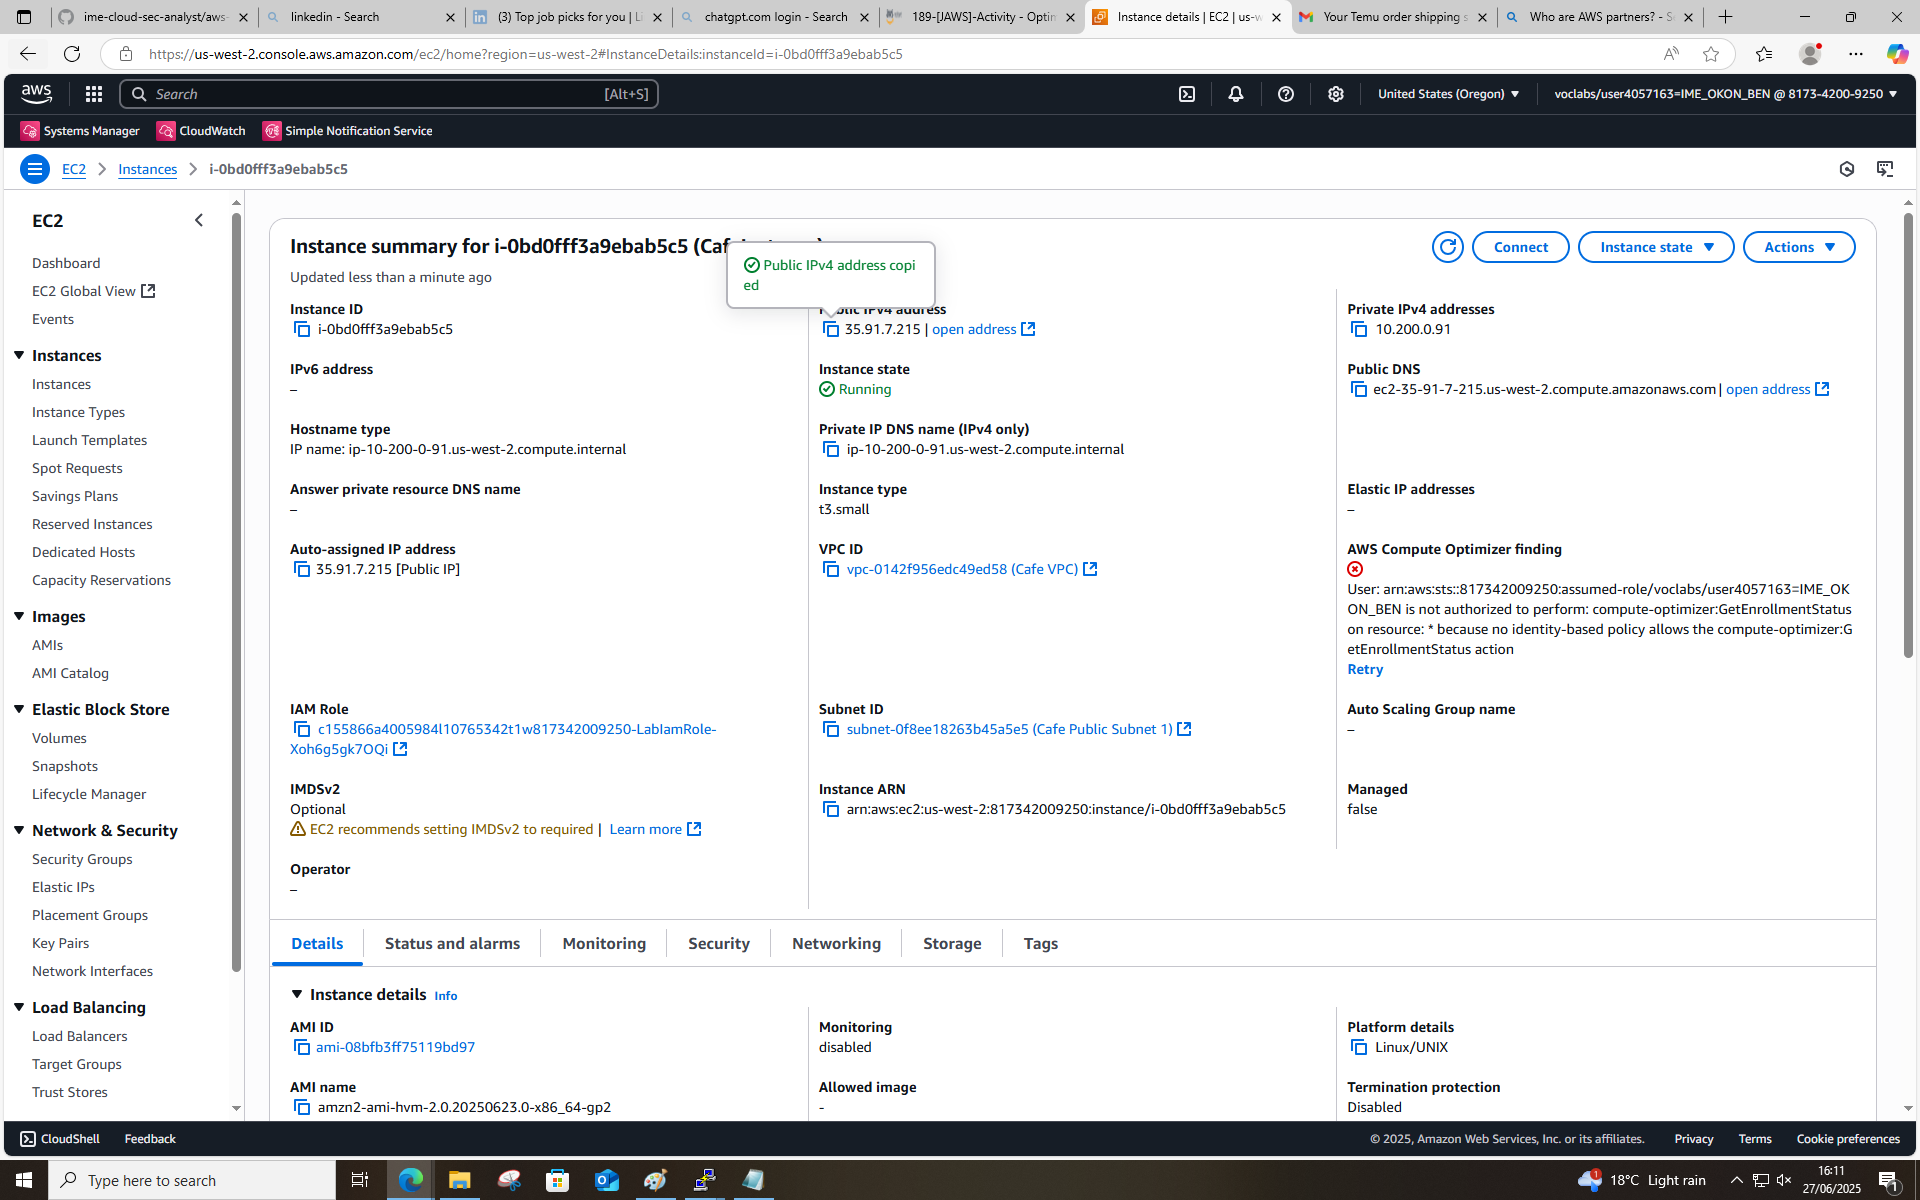 ime-cloud-sec-analyst/aws-
linkedin - Search
(3) Top job picks for you | Li
chatgpt.com login - Search
189-[JAWS]-Activity - Optim
Instance details | EC2 | us-w
Your Temu order shipping s
Who are AWS partners? - S
https://us-west-2.console.aws.amazon.com/ec2/home?region=us-west-2#InstanceDetails:instanceId=i-0bd0fff3a9ebab5c5
aws
Search
[Alt+S]
United States (Oregon)
voclabs/user4057163=IME_OKON_BEN @ 8173-4200-9250
Systems Manager
CloudWatch
Simple Notification Service
EC2
Instances
i-0bd0fff3a9ebab5c5
EC2
Dashboard
EC2 Global View
Events
Instances
Instances
Instance Types
Launch Templates
Spot Requests
Savings Plans
Reserved Instances
Dedicated Hosts
Capacity Reservations
Images
AMIs
AMI Catalog
Elastic Block Store
Volumes
Snapshots
Lifecycle Manager
Network & Security
Security Groups
Elastic IPs
Placement Groups
Key Pairs
Network Interfaces
Load Balancing
Load Balancers
Target Groups
Trust Stores
Instance summary for i-0bd0fff3a9ebab5c5 (Caf
Updated less than a minute ago
Public IPv4 address copi
ed
Connect
Instance state
Actions
Instance ID
i-0bd0fff3a9ebab5c5
Public IPv4 address
35.91.7.215 | open address
Private IPv4 addresses
10.200.0.91
IPv6 address
–
Instance state
Running
Public DNS
ec2-35-91-7-215.us-west-2.compute.amazonaws.com | open address
Hostname type
IP name: ip-10-200-0-91.us-west-2.compute.internal
Private IP DNS name (IPv4 only)
ip-10-200-0-91.us-west-2.compute.internal
Answer private resource DNS name
–
Instance type
t3.small
Elastic IP addresses
–
Auto-assigned IP address
35.91.7.215 [Public IP]
VPC ID
vpc-0142f956edc49ed58 (Cafe VPC)
AWS Compute Optimizer finding
User: arn:aws:sts::817342009250:assumed-role/voclabs/user4057163=IME_OK
ON_BEN is not authorized to perform: compute-optimizer:GetEnrollmentStatus
on resource: * because no identity-based policy allows the compute-optimizer:G
etEnrollmentStatus action
Retry
IAM Role
c155866a4005984l10765342t1w817342009250-LabIamRole-
Xoh6g5gk7OQi
Subnet ID
subnet-0f8ee18263b45a5e5 (Cafe Public Subnet 1)
Auto Scaling Group name
–
IMDSv2
Optional
EC2 recommends setting IMDSv2 to required | Learn more
Instance ARN
arn:aws:ec2:us-west-2:817342009250:instance/i-0bd0fff3a9ebab5c5
Managed
false
Operator
–
Details
Status and alarms
Monitoring
Security
Networking
Storage
Tags
Instance details Info
AMI ID
ami-08bfb3ff75119bd97
Monitoring
disabled
Platform details
Linux/UNIX
AMI name
amzn2-ami-hvm-2.0.20250623.0-x86_64-gp2
Allowed image
-
Termination protection
Disabled
CloudShell
Feedback
© 2025, Amazon Web Services, Inc. or its affiliates.
Privacy
Terms
Cookie preferences
Type here to search
1
18°C Light rain
16:11
27/06/2025
1